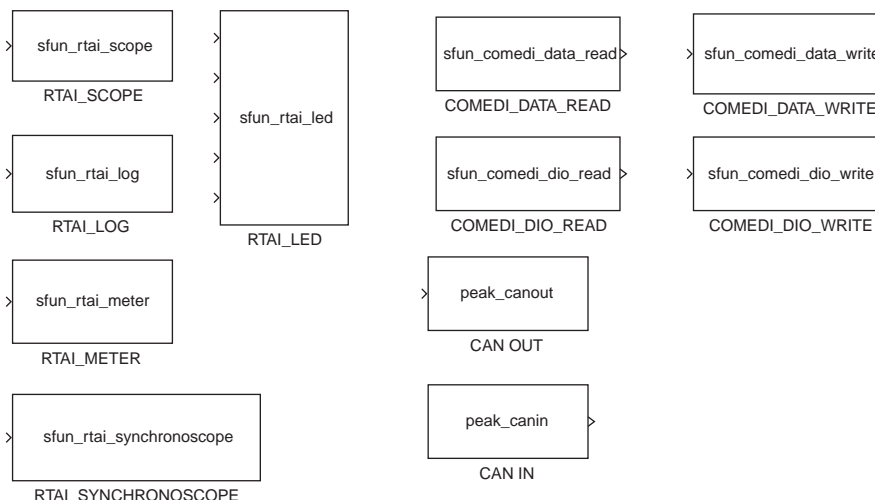 sfun_rtai_scope
RTAI_SCOPE
sfun_rtai_log
RTAI_LOG
sfun_rtai_meter
RTAI_METER
sfun_rtai_synchronoscope
RTAI_SYNCHRONOSCOPE
sfun_rtai_led
RTAI_LED
sfun_comedi_data_read
COMEDI_DATA_READ
sfun_comedi_dio_read
COMEDI_DIO_READ
peak_canout
CAN OUT
peak_canin
CAN IN
sfun_comedi_data_write
COMEDI_DATA_WRITE
sfun_comedi_dio_write
COMEDI_DIO_WRITE